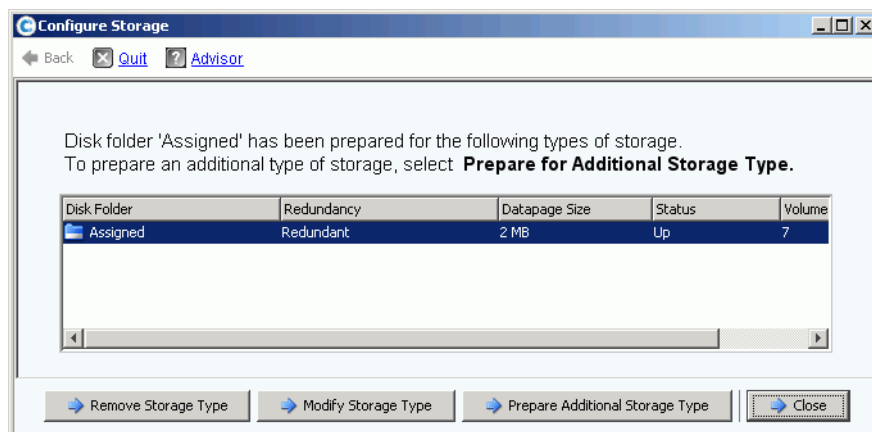 Configure Storage
Back Quit Advisor
Disk folder 'Assigned' has been prepared for the following types of storage.
To prepare an additional type of storage, select Prepare for Additional Storage Type.
Disk Folder Redundancy Datapage Size Status Volume
Assigned Redundant 2 MB Up 7
Remove Storage Type Modify Storage Type Prepare Additional Storage Type Close